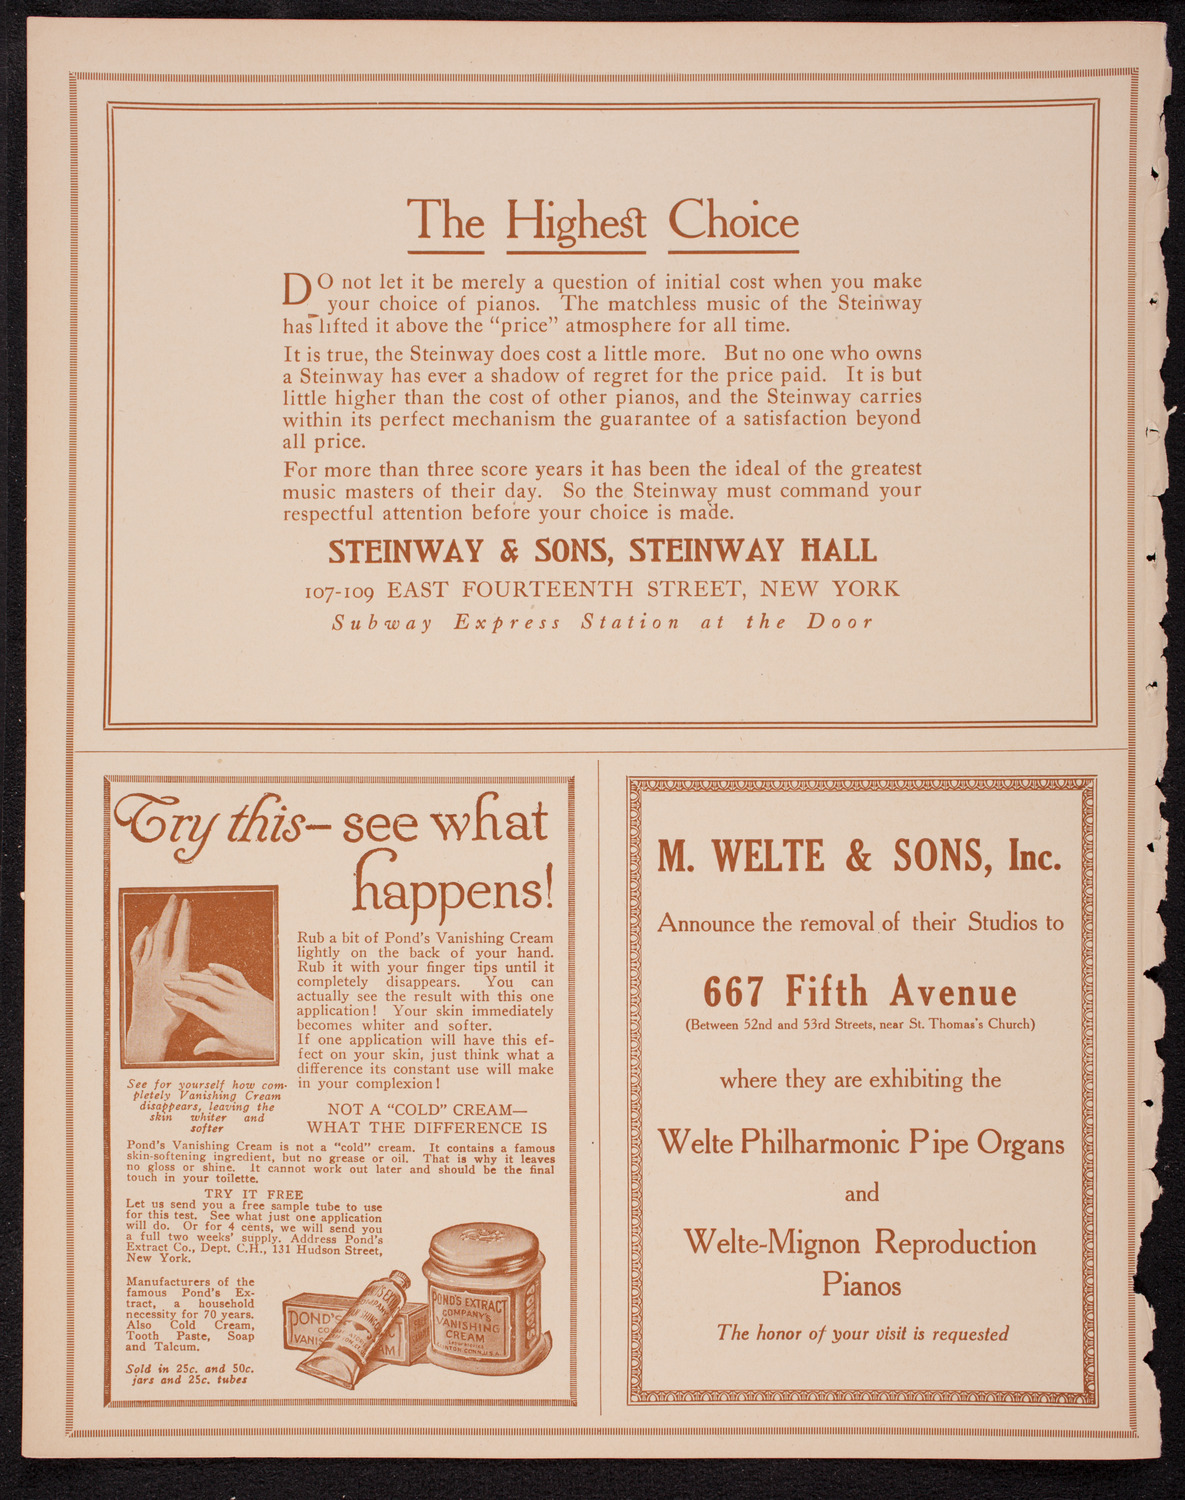 The Highest Choice
DO not let it be merely a question of initial cost when you make
your choice of pianos. The matchless music of the Steinway
has lifted it above the "price" atmosphere for all time.
It is true, the Steinway does cost a little more. But no one who owns
a Steinway has ever a shadow of regret for the price paid. It is but
little higher than the cost of other pianos, and the Steinway carries
within its perfect mechanism the guarantee of a satisfaction beyond
all price.
For more than three score years it has been the ideal of the greatest
music masters of their day. So the Steinway must command your
respectful attention before your choice is made.
STEINWAY & SONS, STEINWAY HALL
107-109 EAST FOURTEENTH STREET, NEW YORK
Subway Express Station at the Door
Try this—see what
happens!
Rub a bit of Pond's Vanishing Cream
lightly on the back of your hand.
Rub it with your finger tips until it
completely disappears. You can
actually see the result with this one
application! Your skin immediately
becomes whiter and softer.
If one application will have this ef-
fect on your skin, just think what a
difference its constant use will make
in your complexion!
See for yourself how com-
pletely Vanishing Cream
disappears, leaving the
skin whiter and
softer
NOT A "COLD" CREAM—
WHAT THE DIFFERENCE IS
Pond's Vanishing Cream is not a "cold" cream. It contains a famous
skin-softening ingredient, but no grease or oil. That is why it leaves
no gloss or shine. It cannot work out later and should be the final
touch in your toilette.
TRY IT FREE
Let us send you a free sample tube to use
for this test. See what just one application
will do. Or for 4 cents, we will send you
a full two weeks' supply. Address Pond's
Extract Co., Dept. C.H., 131 Hudson Street,
New York.
Manufacturers of the
famous Pond's Ex-
tract, a household
necessity for 70 years.
Also Cold Cream,
Tooth Paste, Soap
and Talcum.
Sold in 25c. and 50c.
jars and 25c. tubes
POND'S
CO
VANIS
AM
POND'S EXTRACT
COMPANY'S
VANISHING
CREAM
CLINTON CONN., U.S.A.
M. WELTE & SONS, Inc.
Announce the removal of their Studios to
667 Fifth Avenue
(Between 52nd and 53rd Streets, near St. Thomas's Church)
where they are exhibiting the
Welte Philharmonic Pipe Organs
and
Welte-Mignon Reproduction
Pianos
The honor of your visit is requested